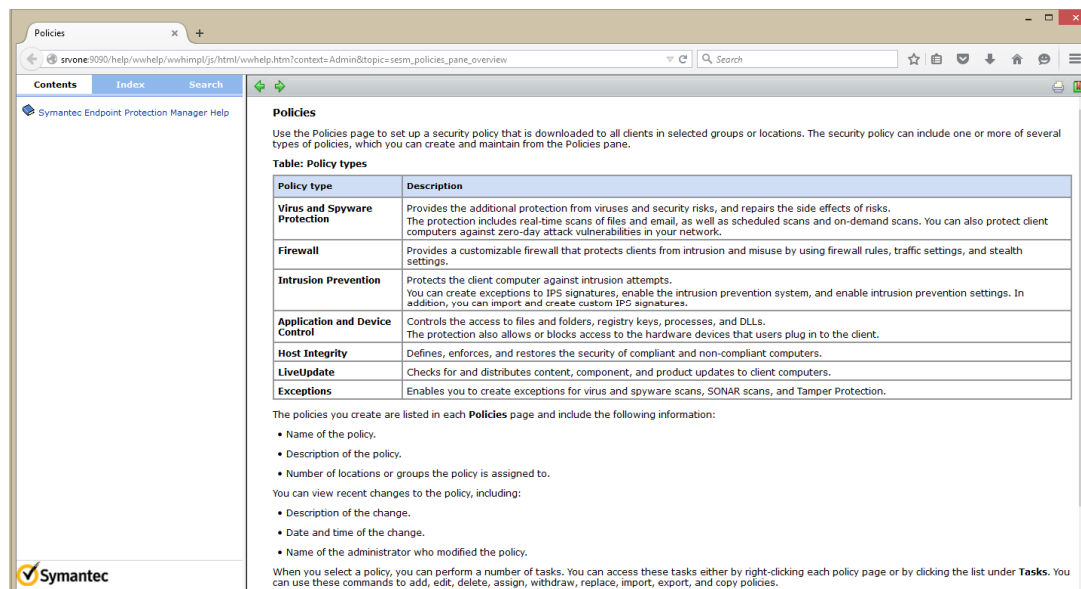 Policies
srvone:9090/help/wwhelp/wwhimpl/js/html/wwhelp.htm?context=Admin&topic=sesm_policies_pane_overview
Search
Contents
Index
Search
Symantec Endpoint Protection Manager Help
Policies
Use the Policies page to set up a security policy that is downloaded to all clients in selected groups or locations. The security policy can include one or more of several
types of policies, which you can create and maintain from the Policies pane.
Table: Policy types
Policy type Description
Virus and Spyware Protection
Provides the additional protection from viruses and security risks, and repairs the side effects of risks.
The protection includes real-time scans of files and email, as well as scheduled scans and on-demand scans. You can also protect client
computers against zero-day attack vulnerabilities in your network.
Firewall
Provides a customizable firewall that protects clients from intrusion and misuse by using firewall rules, traffic settings, and stealth
settings.
Intrusion Prevention
Protects the client computer against intrusion attempts.
You can create exceptions to IPS signatures, enable the intrusion prevention system, and enable intrusion prevention settings. In
addition, you can import and create custom IPS signatures.
Application and Device
Control
Controls the access to files and folders, registry keys, processes, and DLLs.
The protection also allows or blocks access to the hardware devices that users plug in to the client.
Host Integrity
Defines, enforces, and restores the security of compliant and non-compliant computers.
LiveUpdate
Checks for and distributes content, component, and product updates to client computers.
Exceptions
Enables you to create exceptions for virus and spyware scans, SONAR scans, and Tamper Protection.
The policies you create are listed in each Policies page and include the following information:
• Name of the policy.
• Description of the policy.
• Number of locations or groups the policy is assigned to.
You can view recent changes to the policy, including:
• Description of the change.
• Date and time of the change.
• Name of the administrator who modified the policy.
When you select a policy, you can perform a number of tasks. You can access these tasks either by right-clicking each policy page or by clicking the list under Tasks. You
can use these commands to add, edit, delete, assign, withdraw, replace, import, export, and copy policies.
Symantec